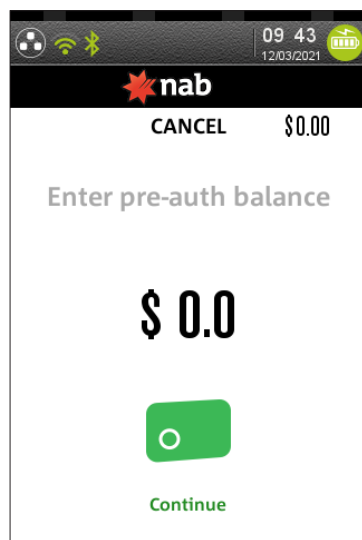 09 43
12/03/2021
nab
CANCEL $0.00
Enter pre-auth balance
$ 0.0
Continue